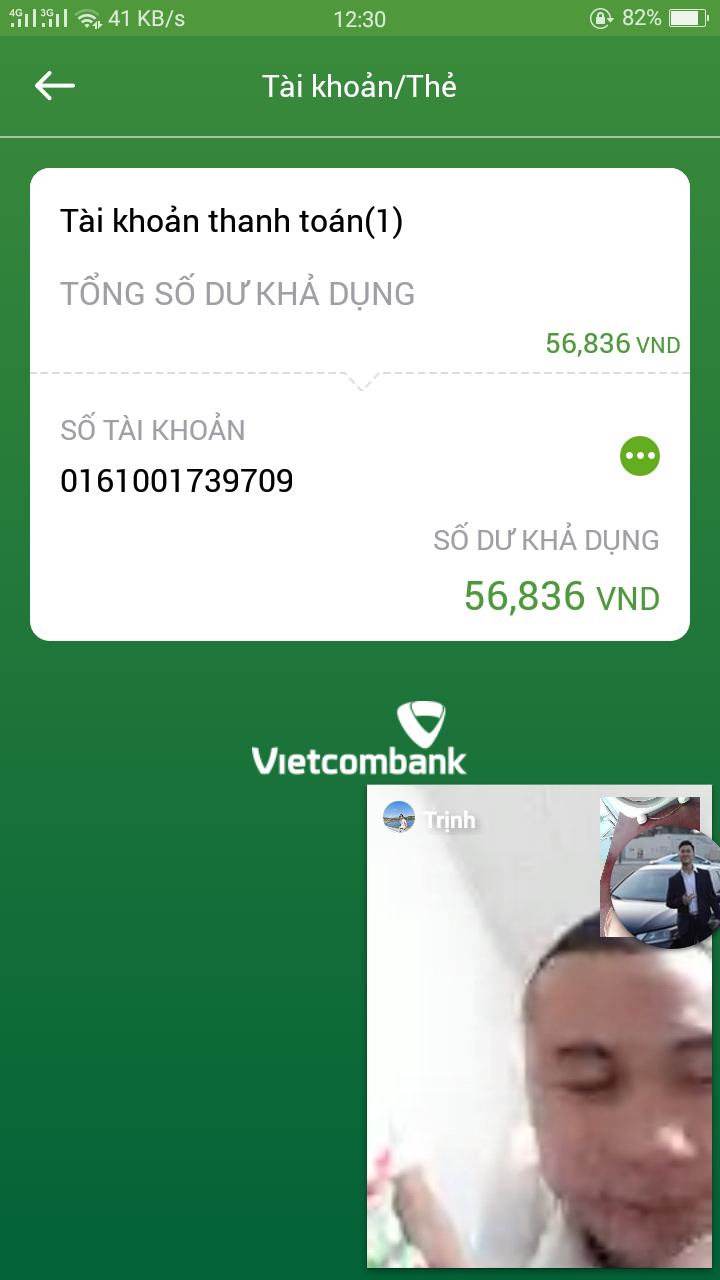 4G 3G 41 KB/s 12:30 82%
Tài khoản/Thẻ
Tài khoản thanh toán(1)
TỔNG SỐ DƯ KHẢ DỤNG
56,836 VND
SỐ TÀI KHOẢN
0161001739709
SỐ DƯ KHẢ DỤNG
56,836 VND
Vietcombank
Trịnh